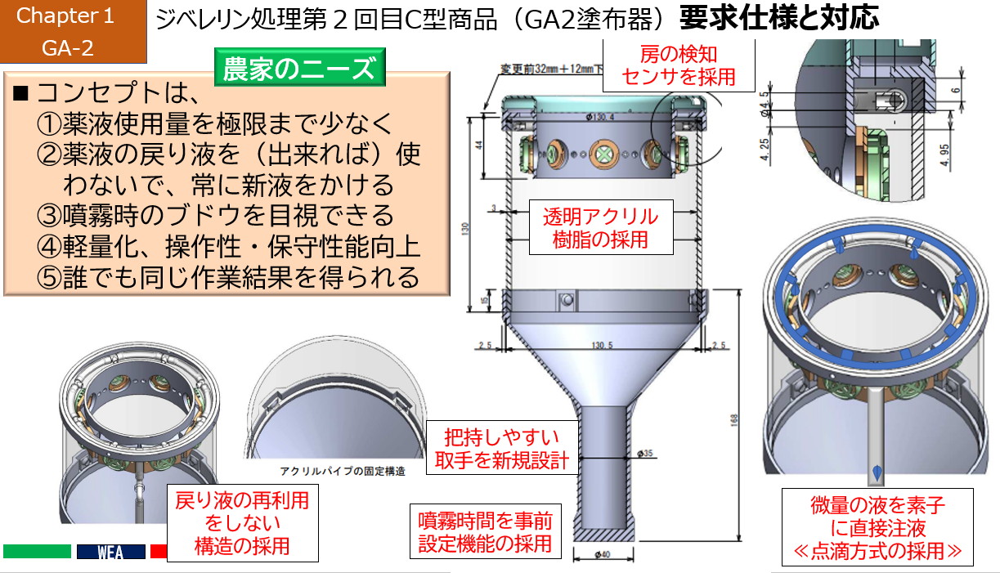 Chapter 1
GA-2
ジベレリン処理第２回目C型商品（GA2塗布器）要求仕様と対応
農家のニーズ
■ コンセプトは、
①薬液使用量を極限まで少なく
②薬液の戻り液を（出来れば）使
わないで、常に新液をかける
③噴霧時のブドウを目視できる
④軽量化、操作性・保守性能向上
⑤誰でも同じ作業結果を得られる
変更前32mm＋12mm下
房の検知
センサを採用
φ130.4
44
3
130
15
透明アクリル
樹脂の採用
2.5
130.5
2.5
168
φ35
φ40
φ4.5
4.25
6
4.95
把持しやすい
取手を新規設計
噴霧時間を事前
設定機能の採用
アクリルパイプの固定構造
戻り液の再利用
をしない
構造の採用
微量の液を素子
に直接注液
≪点滴方式の採用≫
WEA